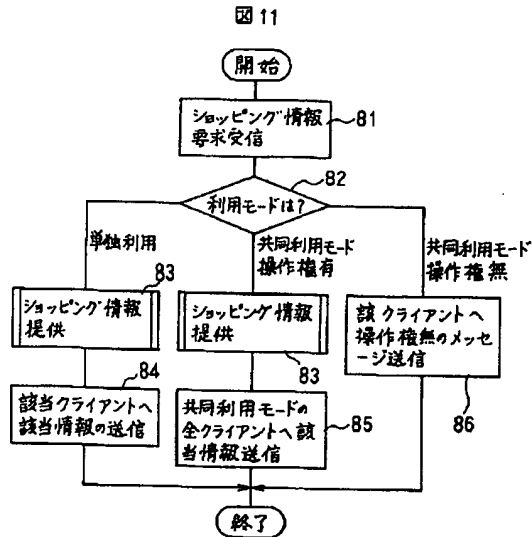 図11
開始
ショッピング情報
要求受信
81
82
利用モードは?
単独利用
共同利用モード
操作権有
共同利用モード
操作権無
83
ショッピング情報
提供
ショッピング情報
提供
83
該クライアントへ
操作権無のメッセ
ージ送信
86
84
該当クライアントへ
該当情報の送信
共同利用モードの
全クライアントへ該
当情報送信
85
終了